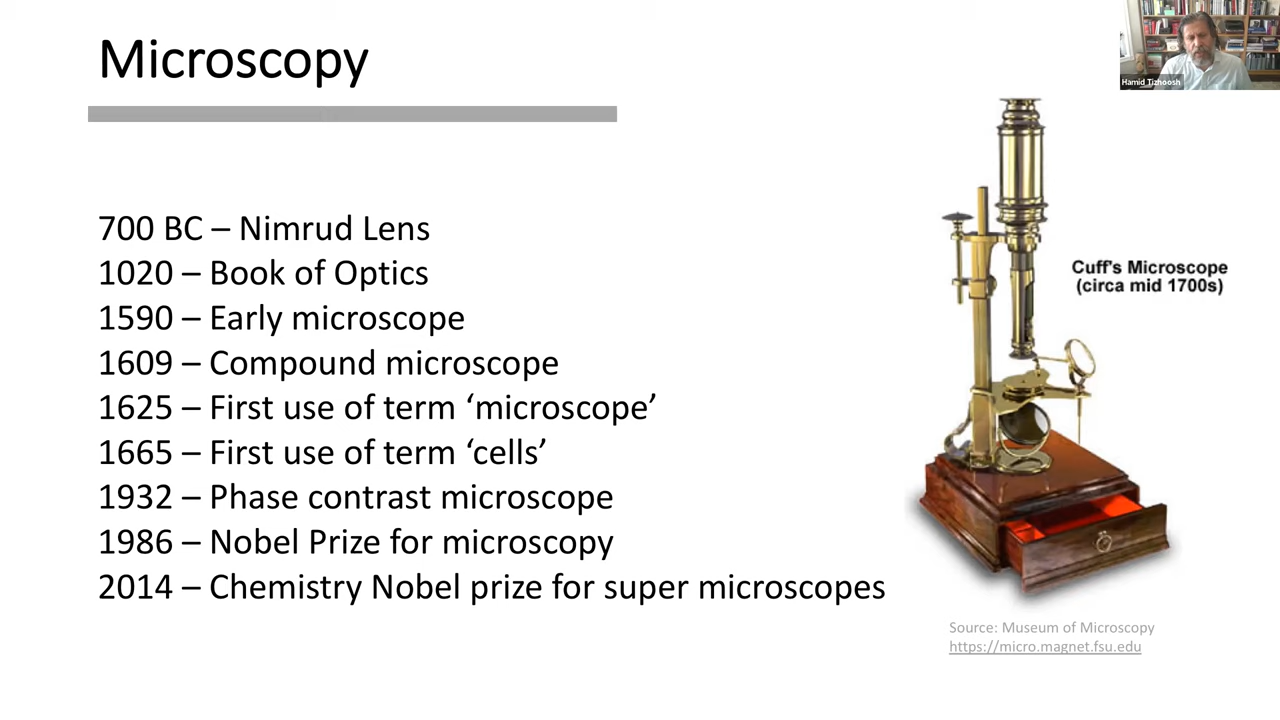 Microscopy
Hamid Tizhoosh
700 BC – Nimrud Lens
1020 – Book of Optics
1590 – Early microscope
1609 – Compound microscope
1625 – First use of term ‘microscope’
1665 – First use of term ‘cells’
1932 – Phase contrast microscope
1986 – Nobel Prize for microscopy
2014 – Chemistry Nobel prize for super microscopes
Cuff's Microscope
(circa mid 1700s)
Source: Museum of Microscopy
https://micro.magnet.fsu.edu